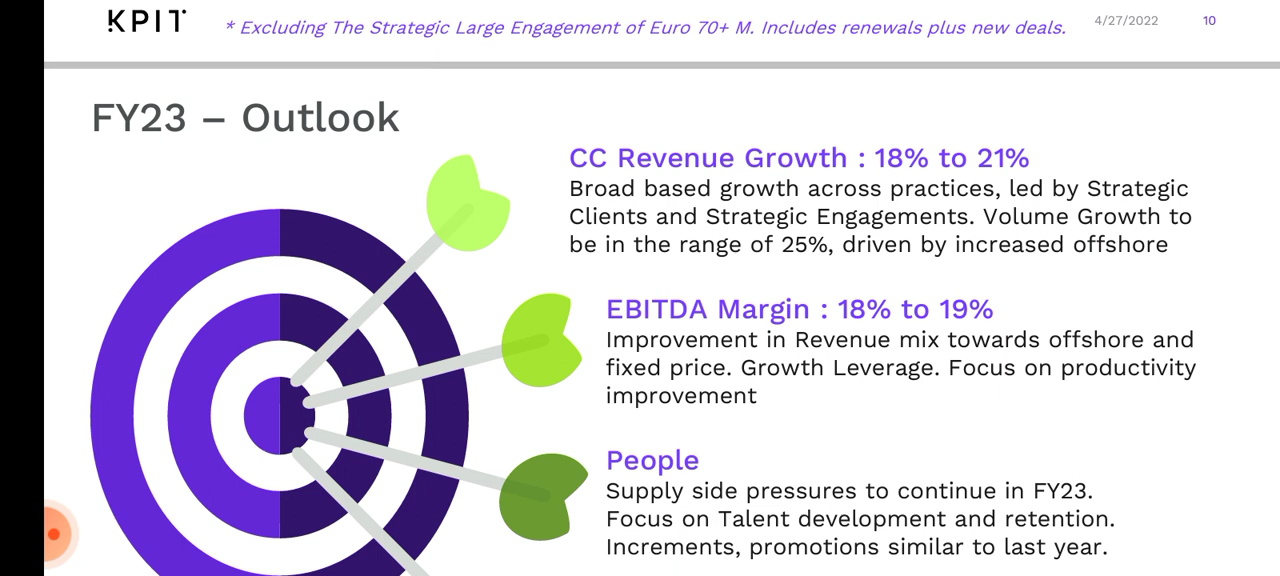 KPIT
* Excluding The Strategic Large Engagement of Euro 70+ M. Includes renewals plus new deals.
4/27/2022
10
FY23 – Outlook
CC Revenue Growth : 18% to 21%
Broad based growth across practices, led by Strategic
Clients and Strategic Engagements. Volume Growth to
be in the range of 25%, driven by increased offshore
EBITDA Margin : 18% to 19%
Improvement in Revenue mix towards offshore and
fixed price. Growth Leverage. Focus on productivity
improvement
People
Supply side pressures to continue in FY23.
Focus on Talent development and retention.
Increments, promotions similar to last year.